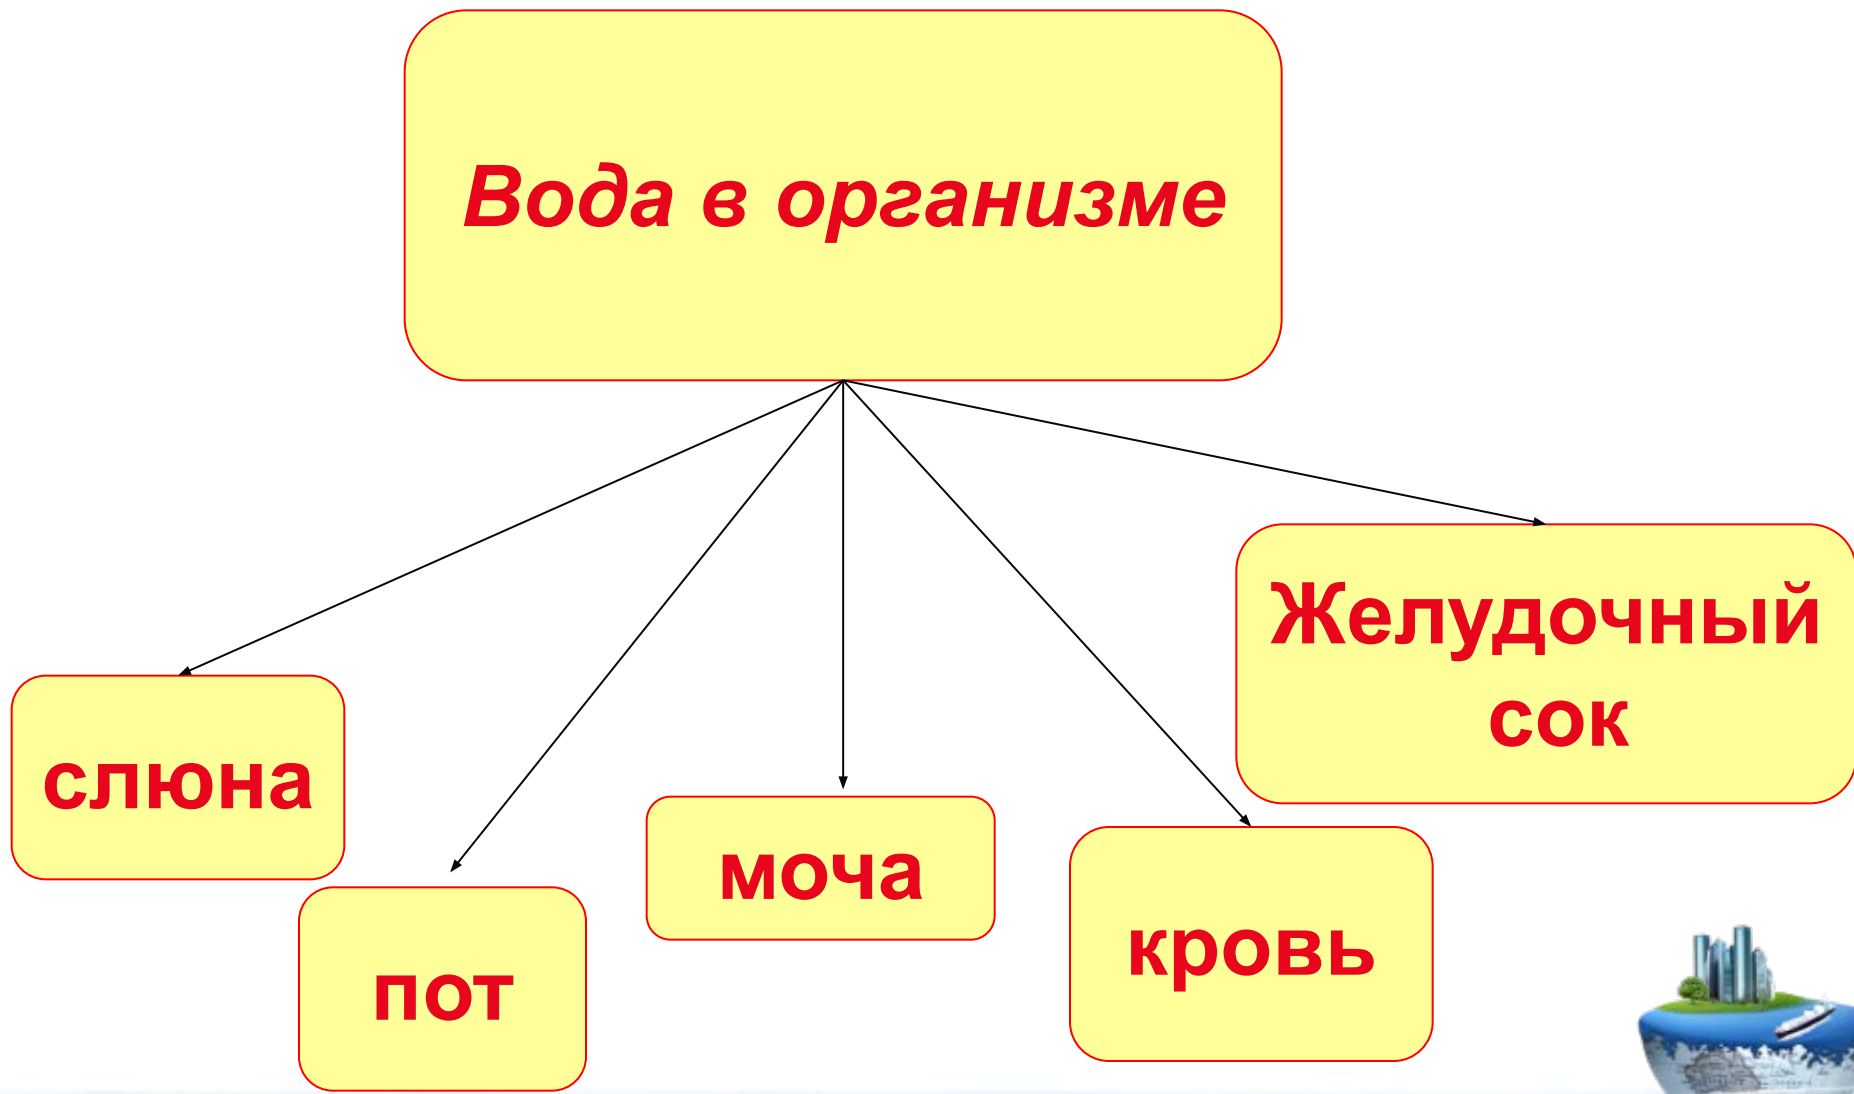 Вода в организме
Желудочный
сок
слюна
моча
кровь
пот